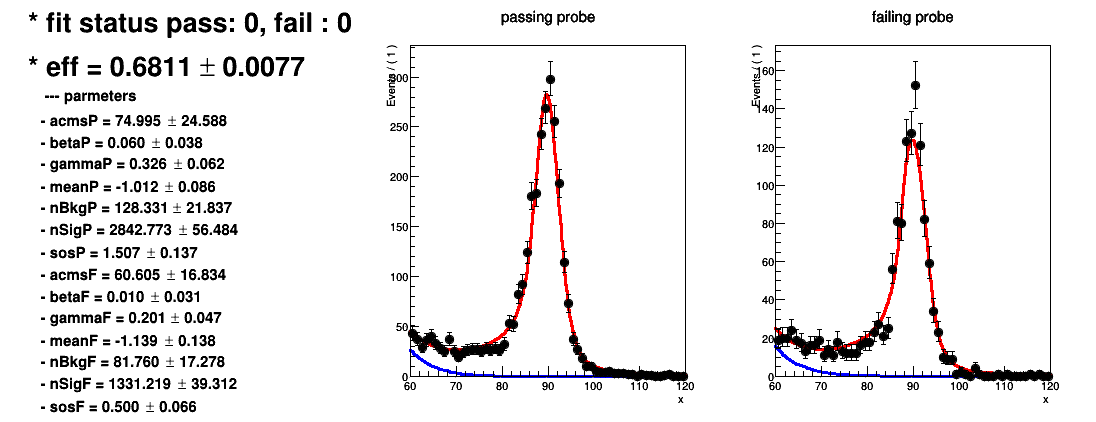 * fit status pass: 0, fail : 0
* eff = 0.6811 ± 0.0077
--- parmeters
- acmsP = 74.995 ± 24.588
- betaP = 0.060 ± 0.038
- gammaP = 0.326 ± 0.062
- meanP = -1.012 ± 0.086
- nBkgP = 128.331 ± 21.837
- nSigP = 2842.773 ± 56.484
- sosP = 1.507 ± 0.137
- acmsF = 60.605 ± 16.834
- betaF = 0.010 ± 0.031
- gammaF = 0.201 ± 0.047
- meanF = -1.139 ± 0.138
- nBkgF = 81.760 ± 17.278
- nSigF = 1331.219 ± 39.312
- sosF = 0.500 ± 0.066
passing probe
Events / ( 1 )
300
250
200
150
100
50
0
60 70 80 90 100 110 120
x
failing probe
Events / ( 1 )
160
140
120
100
80
60
40
20
0
60 70 80 90 100 110 120
x